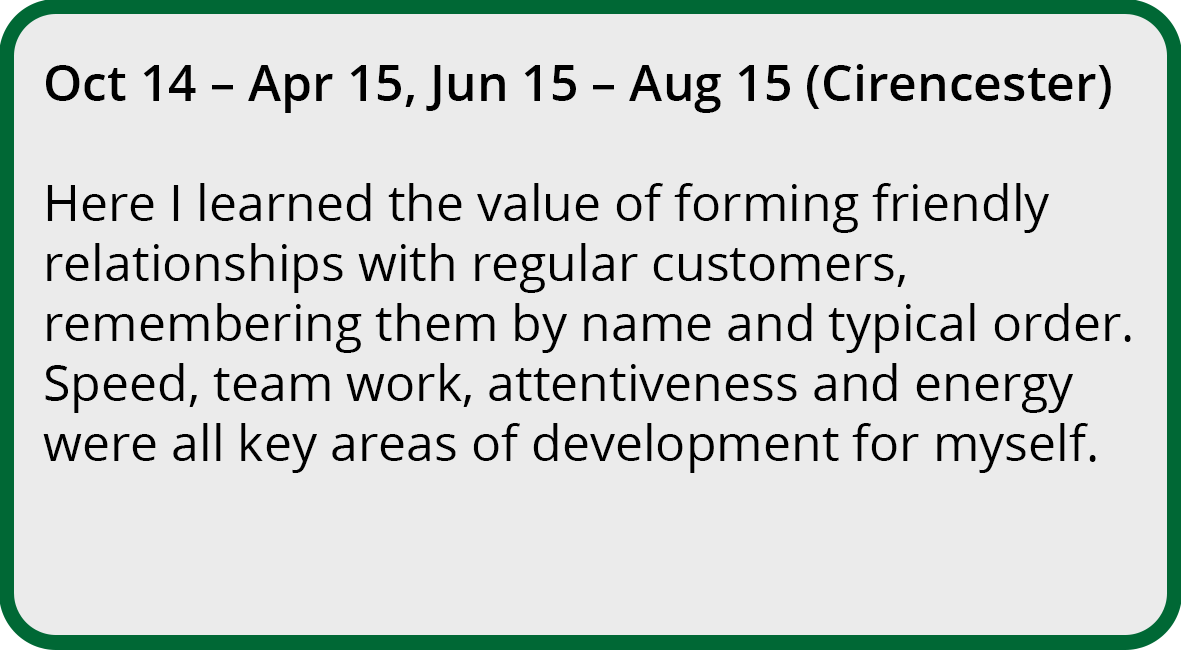 Oct 14 – Apr 15, Jun 15 – Aug 15 (Cirencester)
Here I learned the value of forming friendly
relationships with regular customers,
remembering them by name and typical order.
Speed, team work, attentiveness and energy
were all key areas of development for myself.